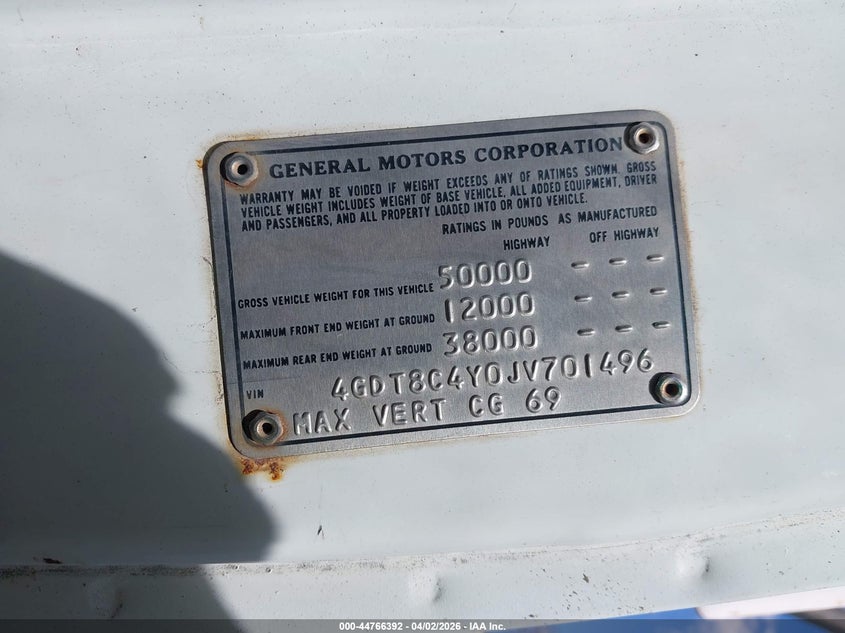 GENERAL MOTORS CORPORATION
WARRANTY MAY BE VOIDED IF WEIGHT EXCEEDS ANY OF RATINGS SHOWN. GROSS
VEHICLE WEIGHT INCLUDES WEIGHT OF BASE VEHICLE, ALL ADDED EQUIPMENT, DRIVER
AND PASSENGERS, AND ALL PROPERTY LOADED INTO OR ONTO VEHICLE.
RATINGS IN POUNDS AS MANUFACTURED
HIGHWAY OFF HIGHWAY
GROSS VEHICLE WEIGHT FOR THIS VEHICLE 50000 - - -
MAXIMUM FRONT END WEIGHT AT GROUND 12000 - - -
MAXIMUM REAR END WEIGHT AT GROUND 38000 - - -
VIN 4GDT8C4Y0JV701496
MAX VERT CG 69
000-44766392 - 04/02/2026 - IAA Inc.